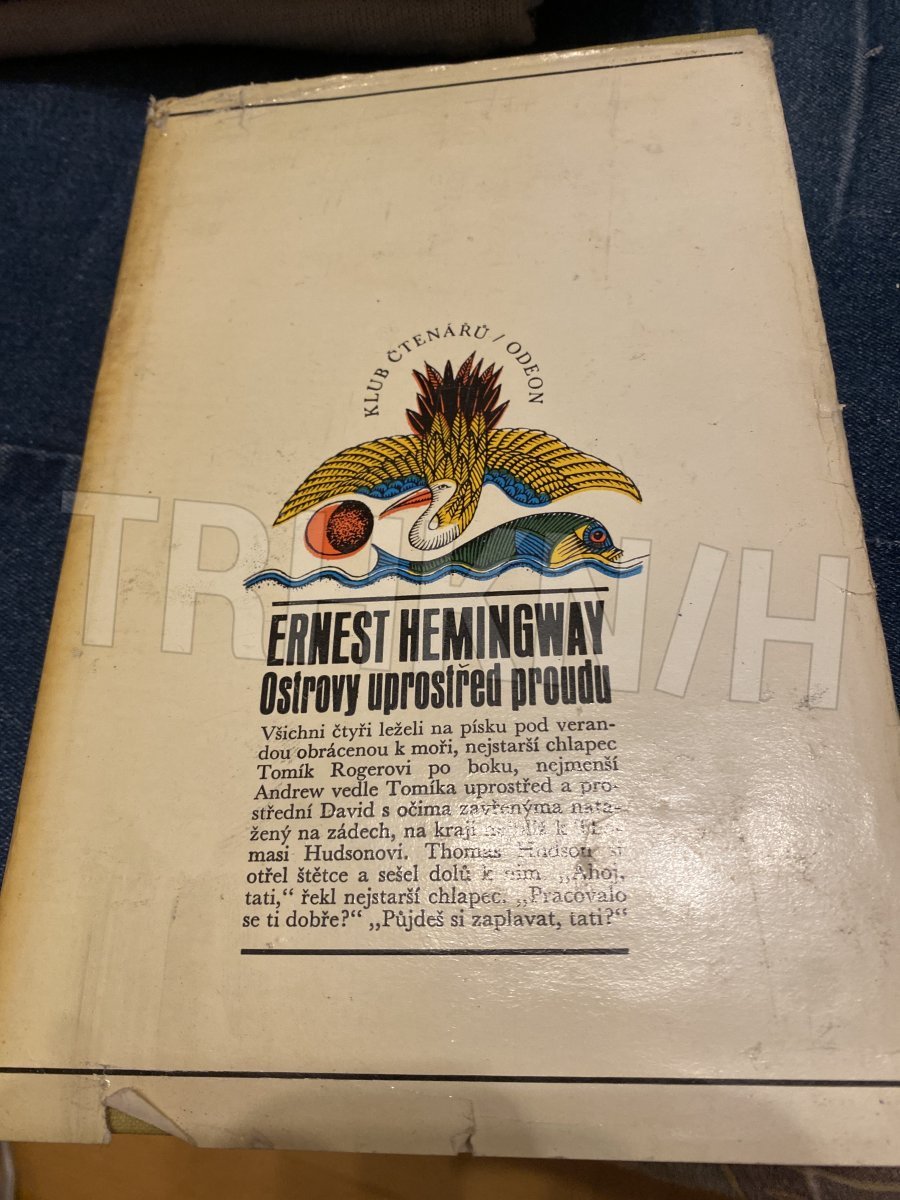 KLUB ČTENÁŘŮ / ODEON
TRHKN/H
ERNEST HEMINGWAY
Ostrovy uprostřed proudu
Všichni čtyři leželi na písku pod veran-
dou obrácenou k moři, nejstarší chlapec
Tomík Rogerovi po boku, nejmenší
Andrew vedle Tomíka uprostřed a pro-
střední David s očima zavřenýma nata-
žený na zádech, na kraji k
masi Hudsonovi. Thomas Hudson si
otřel štětce a sešel dolů k nim. „Ahoj,
tati,“ řekl nejstarší chlapec. „Pracovalo
se ti dobře?“ „Půjdeš si zaplavat, tati?“